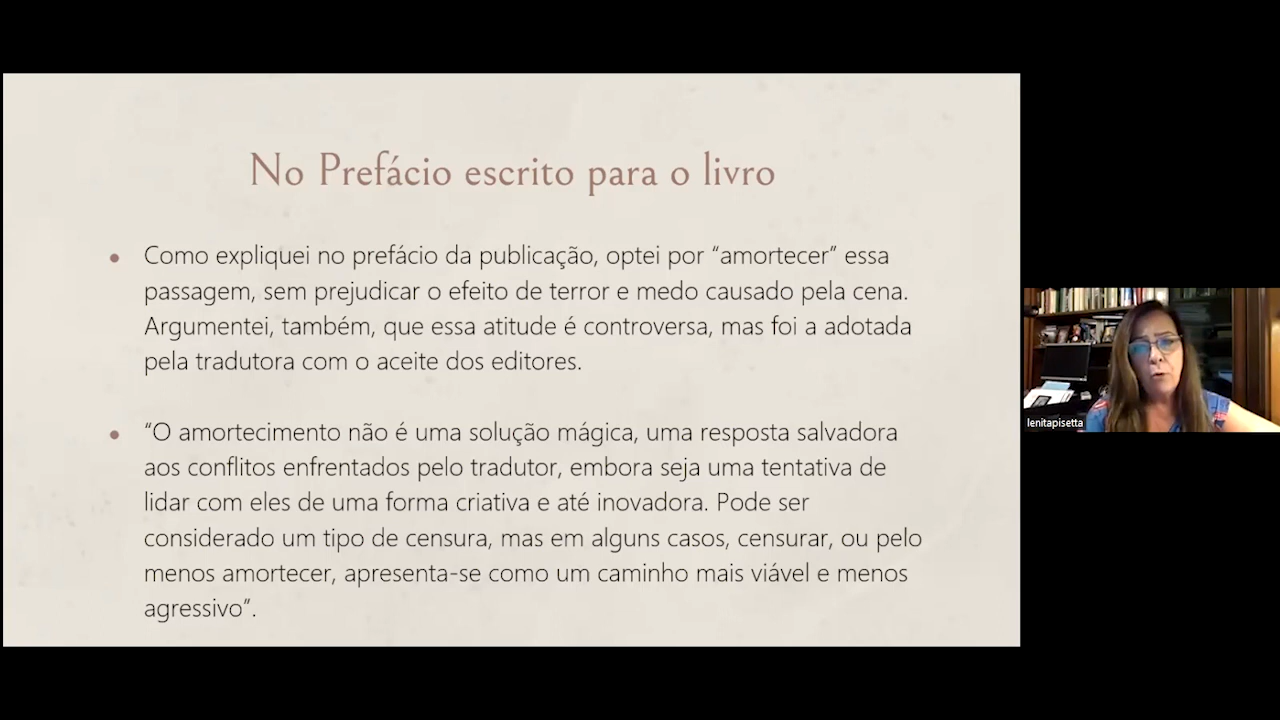 No Prefácio escrito para o livro
• Como expliquei no prefácio da publicação, optei por “amortecer” essa
passagem, sem prejudicar o efeito de terror e medo causado pela cena.
Argumentei, também, que essa atitude é controversa, mas foi a adotada
pela tradutora com o aceite dos editores.
• “O amortecimento não é uma solução mágica, uma resposta salvadora
aos conflitos enfrentados pelo tradutor, embora seja uma tentativa de
lidar com eles de uma forma criativa e até inovadora. Pode ser
considerado um tipo de censura, mas em alguns casos, censurar, ou pelo
menos amortecer, apresenta-se como um caminho mais viável e menos
agressivo”.
lenitapisetta